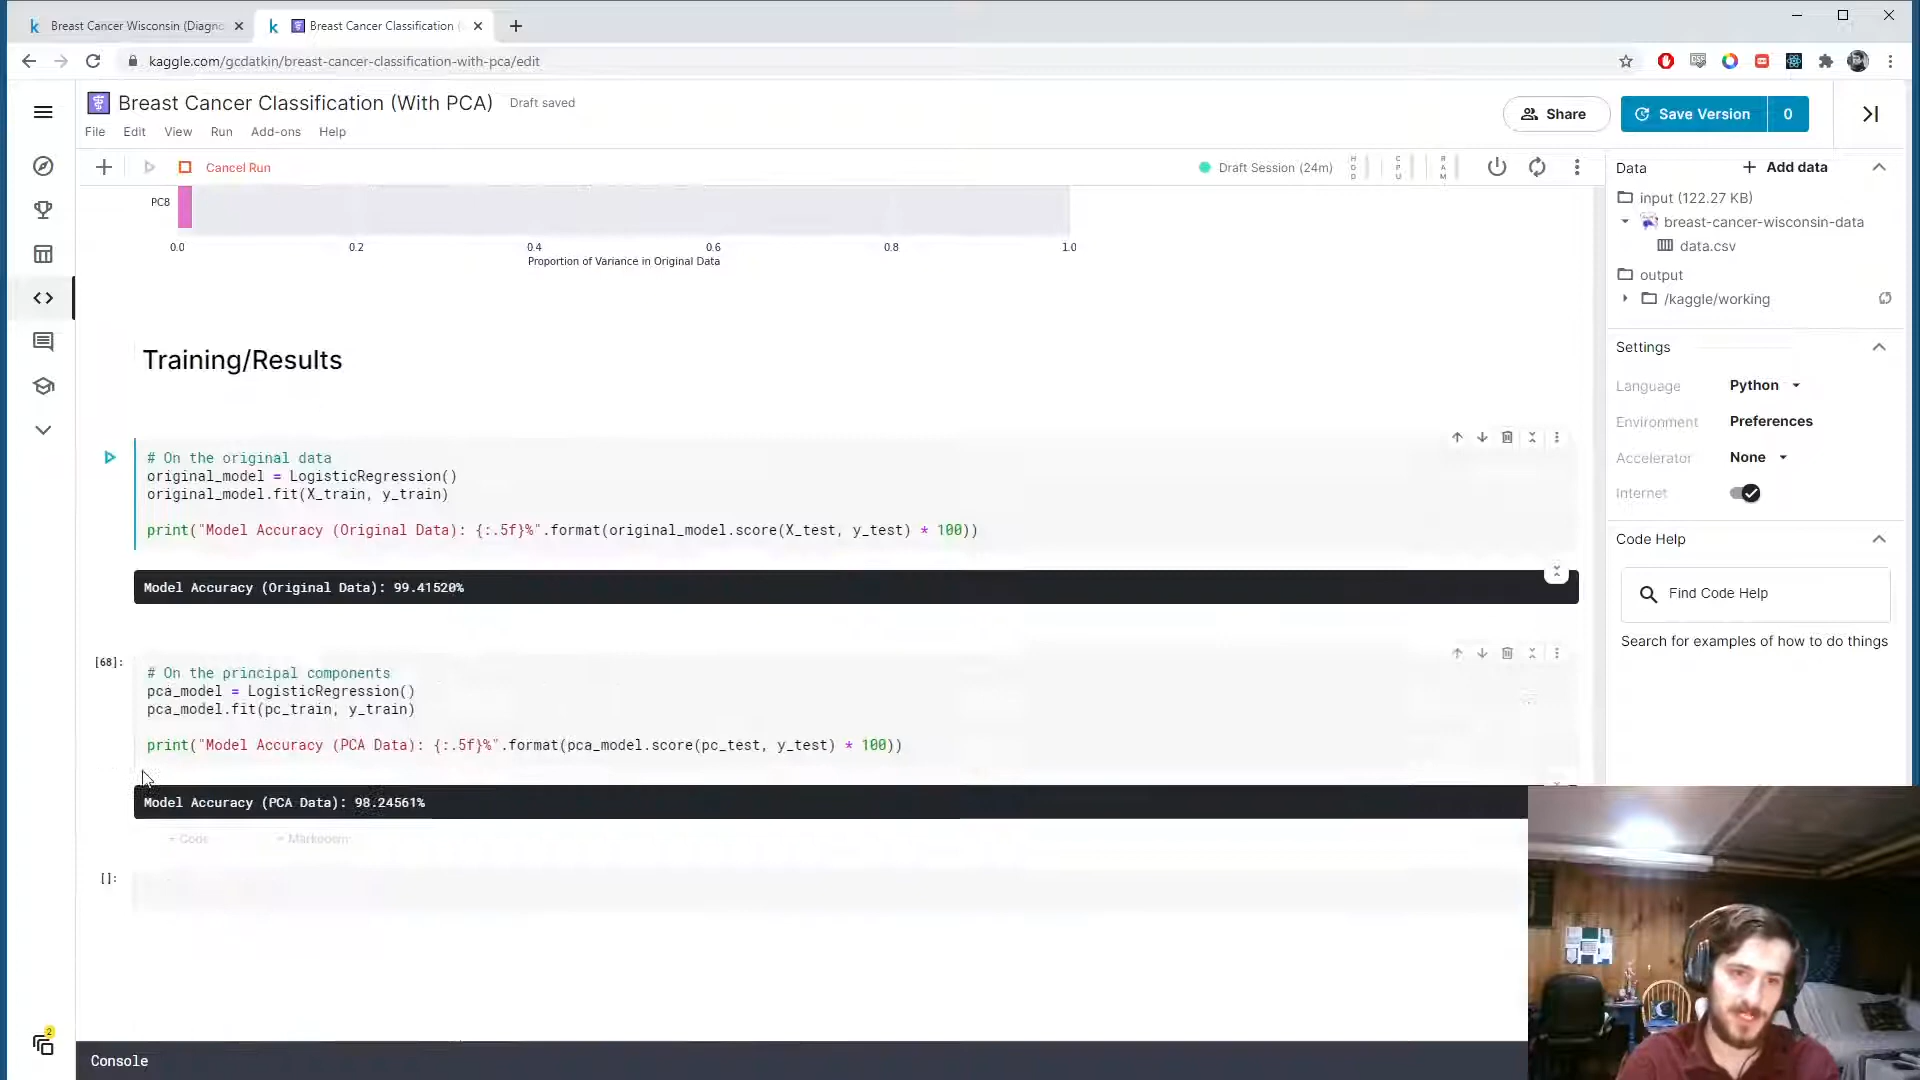 Breast Cancer Wisconsin (Diagno
Breast Cancer Classification (
kaggle.com/gcdatkin/breast-cancer-classification-with-pca/edit
Breast Cancer Classification (With PCA)
Draft saved
Share
Save Version
0
File
Edit
View
Run
Add-ons
Help
Cancel Run
Draft Session (24m)
HDD
CPU
RAM
PC8
0.0
0.2
0.4
0.6
0.8
1.0
Proportion of Variance in Original Data
Training/Results
# On the original data
original_model = LogisticRegression()
original_model.fit(X_train, y_train)
print("Model Accuracy (Original Data): {:.5f}%".format(original_model.score(X_test, y_test) * 100))
Model Accuracy (Original Data): 99.41520%
[68]:
# On the principal components
pca_model = LogisticRegression()
pca_model.fit(pc_train, y_train)
print("Model Accuracy (PCA Data): {:.5f}%".format(pca_model.score(pc_test, y_test) * 100))
Model Accuracy (PCA Data): 98.24561%
+ Code
+ Markdown
[]:
Console
2
Data
+ Add data
input (122.27 KB)
breast-cancer-wisconsin-data
data.csv
output
/kaggle/working
Settings
Language
Python
Environment
Preferences
Accelerator
None
Internet
Code Help
Find Code Help
Search for examples of how to do things